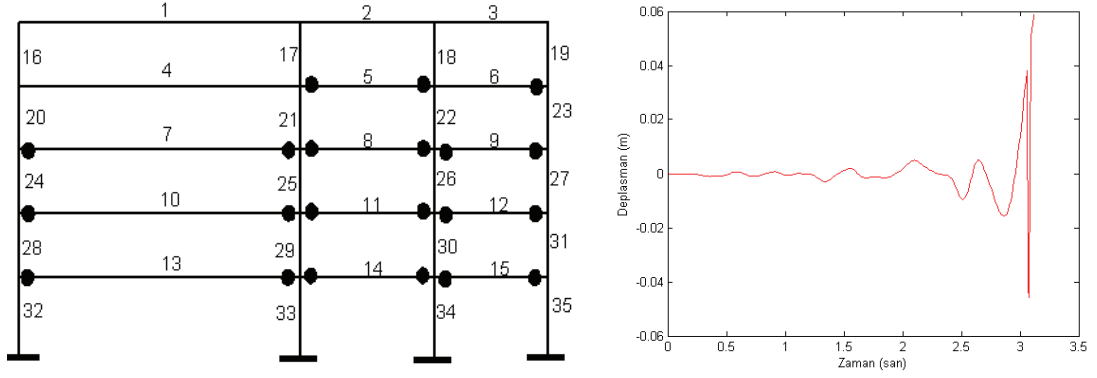 1 2 3
16 17 18 19
4 5 6
20 21 22 23
7 8 9
24 25 26 27
10 11 12
28 29 30 31
13 14 15
32 33 34 35
0.06
0.04
0.02
0
-0.02
-0.04
-0.06
Deplasman (m)
0 0.5 1 1.5 2 2.5 3 3.5
Zaman (san)